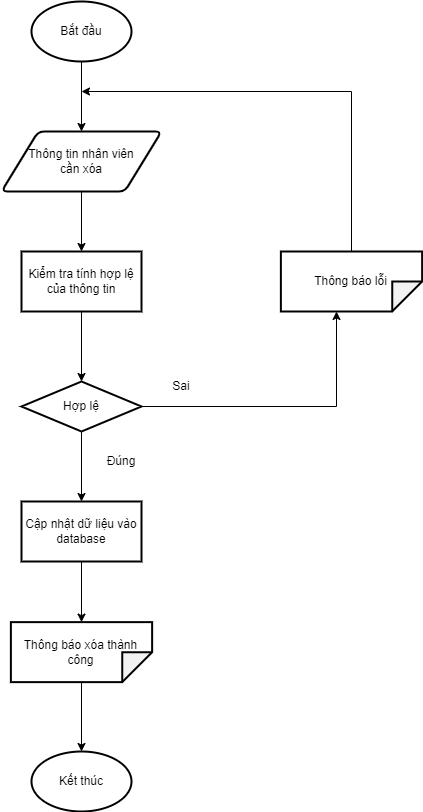 Bắt đầu
Thông tin nhân viên
cần xóa
Kiểm tra tính hợp lệ
của thông tin
Thông báo lỗi
Sai
Hợp lệ
Đúng
Cập nhật dữ liệu vào
database
Thông báo xóa thành
công
Kết thúc